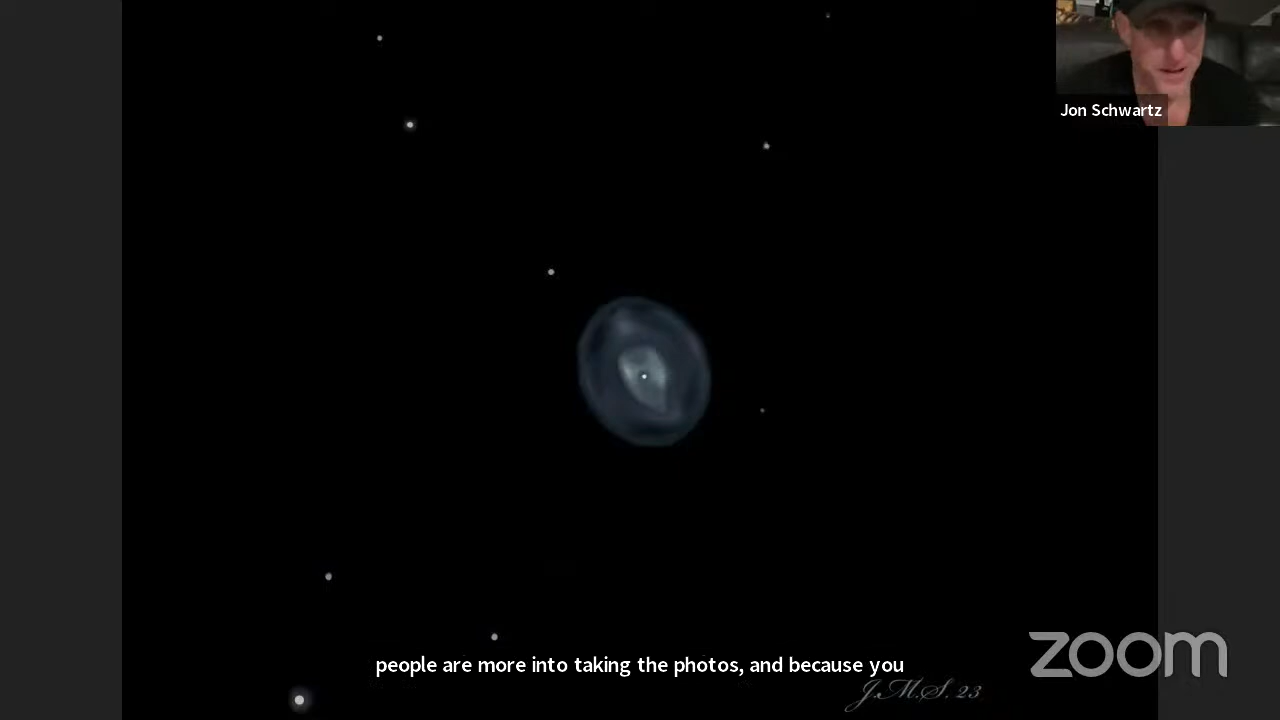 Jon Schwartz
people are more into taking the photos, and because you
J.M.S. 23
zoom